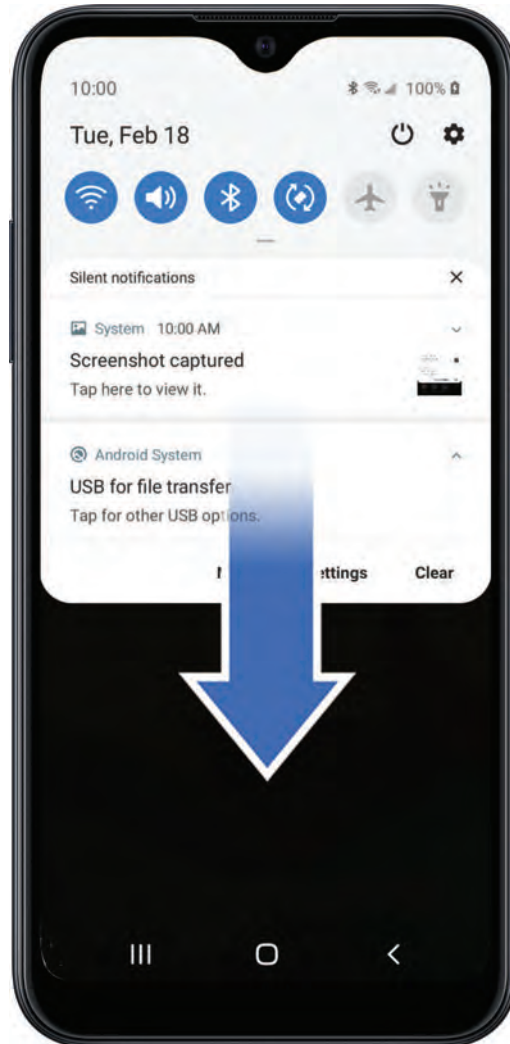 10:00 100%
Tue, Feb 18
Silent notifications
System 10:00 AM
Screenshot captured
Tap here to view it.
Android System
USB for file transfer
Tap for other USB options.
Clear